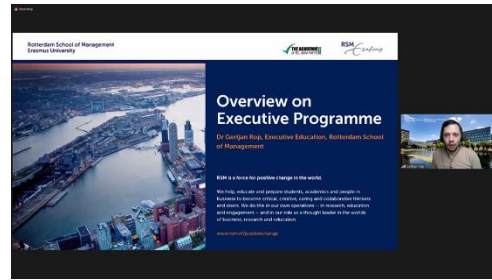 Rotterdam School of Management
Erasmus University
THE ACADEMIES
RSM
Erasmus
Overview on
Executive Programme
Dr Gertjan Rop, Executive Education, Rotterdam School
of Management
RSM is a force for positive change in the world.
We help, educate and prepare students, academics and people in
business to become critical, creative, caring and collaborative thinkers
and doers. We do this in our own operations – in research, education
and engagement – and in our role as a thought leader in the worlds
of business, research and education.
www.rsm.nl/positivechange